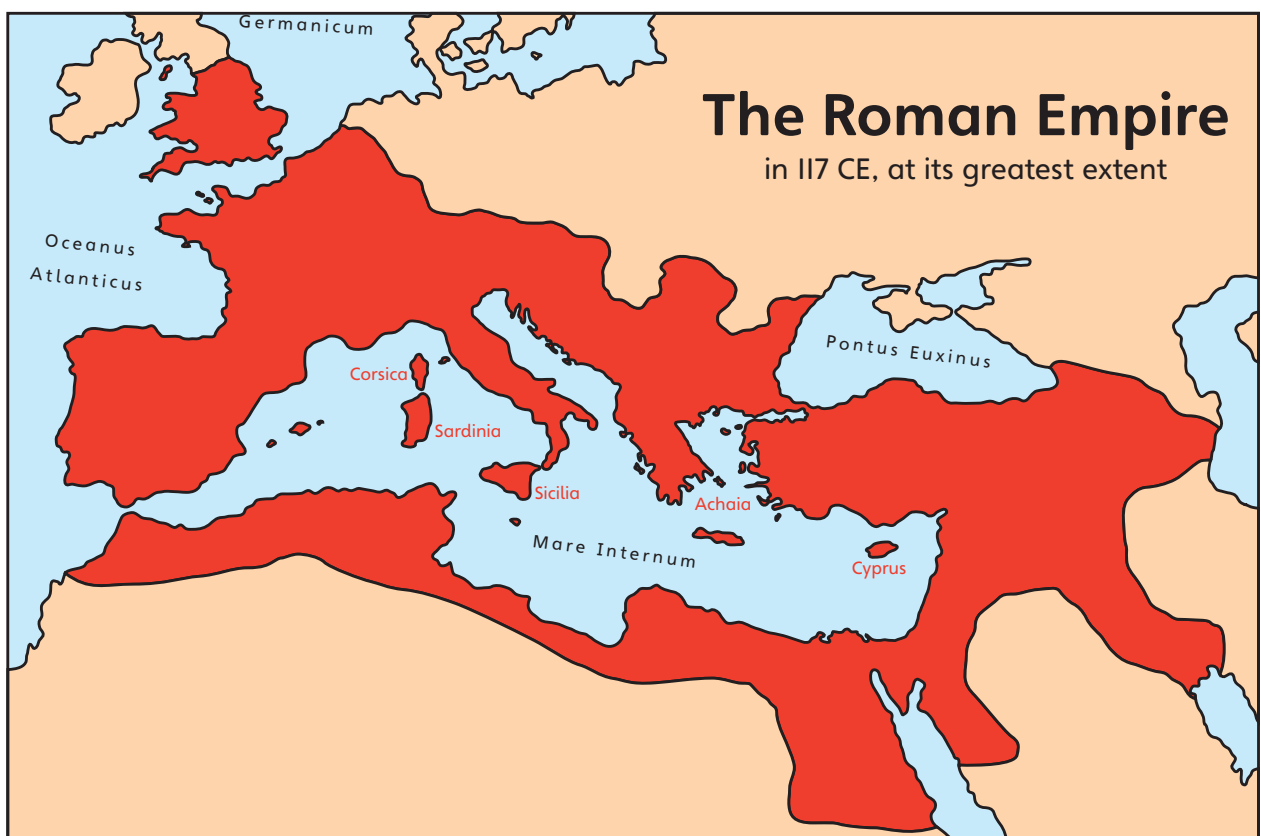 Germanicum
The Roman Empire
in 117 CE, at its greatest extent
Oceanus
Atlanticus
Pontus Euxinus
Corsica
Sardinia
Sicilia
Achaia
Mare Internum
Cyprus